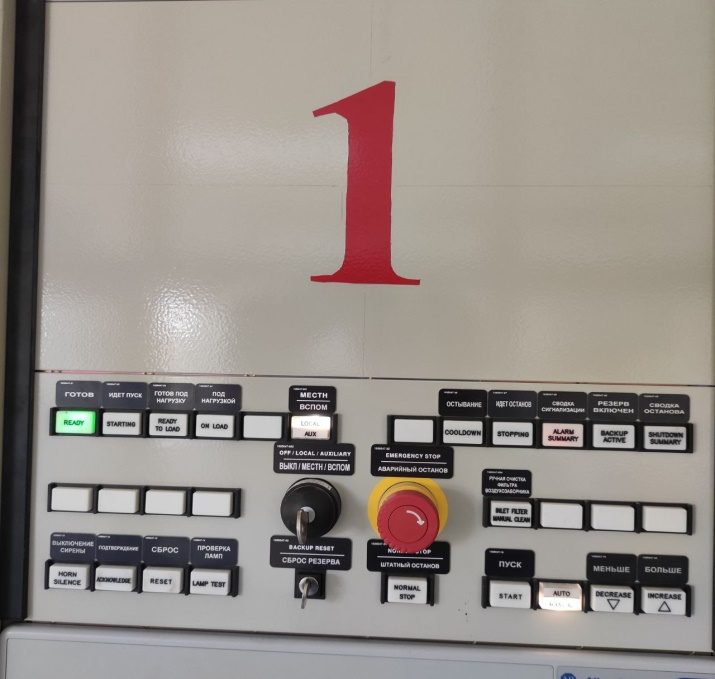 1
ГОТОВ
ИДЕТ ПУСК
ГОТОВ ПОД
НАГРУЗКУ
ПОД
НАГРУЗКОЙ
МЕСТН
ВСПОМ
ОСТЫВАНИЕ
ИДЕТ ОСТАНОВ
СВОДКА
СИГНАЛИЗАЦИИ
РЕЗЕРВ
ВКЛЮЧЕН
СВОДКА
ОСТАНОВА
READY
STARTING
READY
TO LOAD
ON LOAD
LOCAL
AUX
COOLDOWN
STOPPING
ALARM
SUMMARY
BACKUP
ACTIVE
SHUTDOWN
SUMMARY
OFF / LOCAL / AUXILIARY
ВЫКЛ / МЕСТН / ВСПОМ
EMERGENCY STOP
АВАРИЙНЫЙ ОСТАНОВ
РУЧНАЯ ОЧИСТКА
ФИЛЬТРА
ВОЗДУХОЗАБОРНИКА
INLET FILTER
MANUAL CLEAN
ВЫКЛЮЧЕНИЕ
СИРЕНЫ
ПОДТВЕРЖДЕНИЕ
СБРОС
ПРОВЕРКА
ЛАМП
BACKUP RESET
СБРОС РЕЗЕРВА
NORMAL STOP
ШТАТНЫЙ ОСТАНОВ
ПУСК
МЕНЬШЕ
БОЛЬШЕ
HORN
SILENCE
ACKNOWLEDGE
RESET
LAMP TEST
NORMAL
STOP
START
AUTO
DECREASE
INCREASE